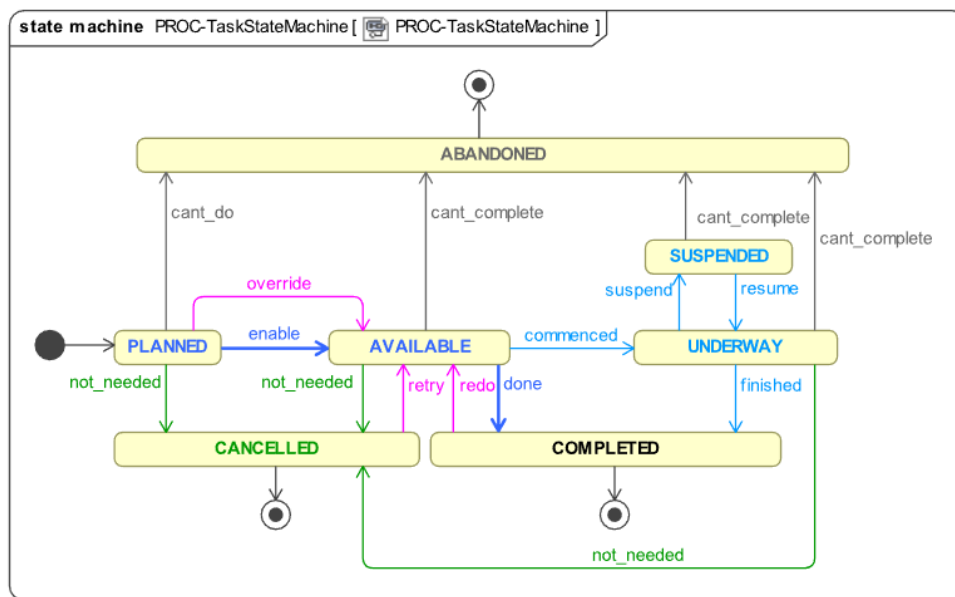 state machine PROC-TaskStateMachine [ PROC-TaskStateMachine ]
ABANDONED
cant_do
cant_complete
cant_complete
cant_complete
SUSPENDED
override
suspend
resume
enable
commenced
PLANNED
AVAILABLE
UNDERWAY
not_needed
not_needed
retry
redo
done
finished
CANCELLED
COMPLETED
not_needed